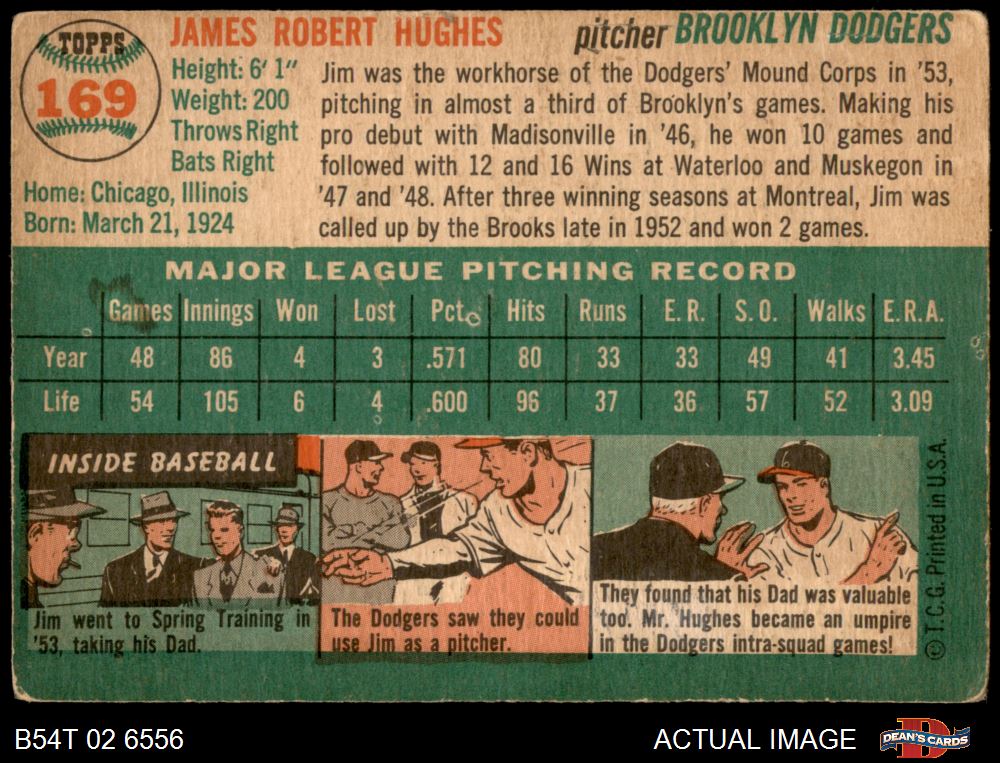 TOPPS
169
JAMES ROBERT HUGHES
pitcher BROOKLYN DODGERS
Height: 6' 1"
Weight: 200
Throws Right
Bats Right
Home: Chicago, Illinois
Born: March 21, 1924
Jim was the workhorse of the Dodgers' Mound Corps in '53,
pitching in almost a third of Brooklyn's games. Making his
pro debut with Madisonville in '46, he won 10 games and
followed with 12 and 16 Wins at Waterloo and Muskegon in
'47 and '48. After three winning seasons at Montreal, Jim was
called up by the Brooks late in 1952 and won 2 games.
MAJOR LEAGUE PITCHING RECORD
Games Innings Won Lost Pct. Hits Runs E.R. S.O. Walks E.R.A.
Year 48 86 4 3 .571 80 33 33 49 41 3.45
Life 54 105 6 4 .600 96 37 36 57 52 3.09
INSIDE BASEBALL
Jim went to Spring Training in
'53, taking his Dad.
The Dodgers saw they could
use Jim as a pitcher.
They found that his Dad was valuable
too. Mr. Hughes became an umpire
in the Dodgers intra-squad games!
© T.C.G. Printed in U.S.A.
B54T 02 6556
ACTUAL IMAGE
D
DEAN'S CARDS